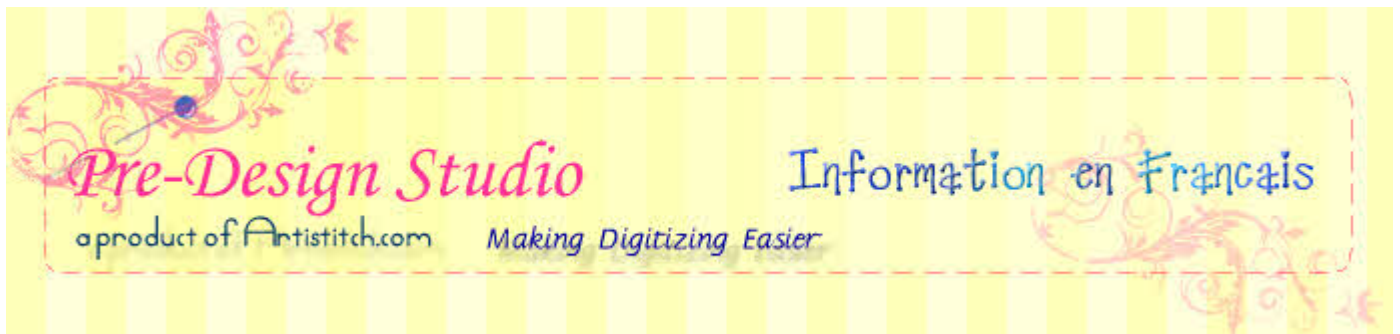 Pre-Design Studio
Information en Francais
a product of Artistitch.com
Making Digitizing Easier